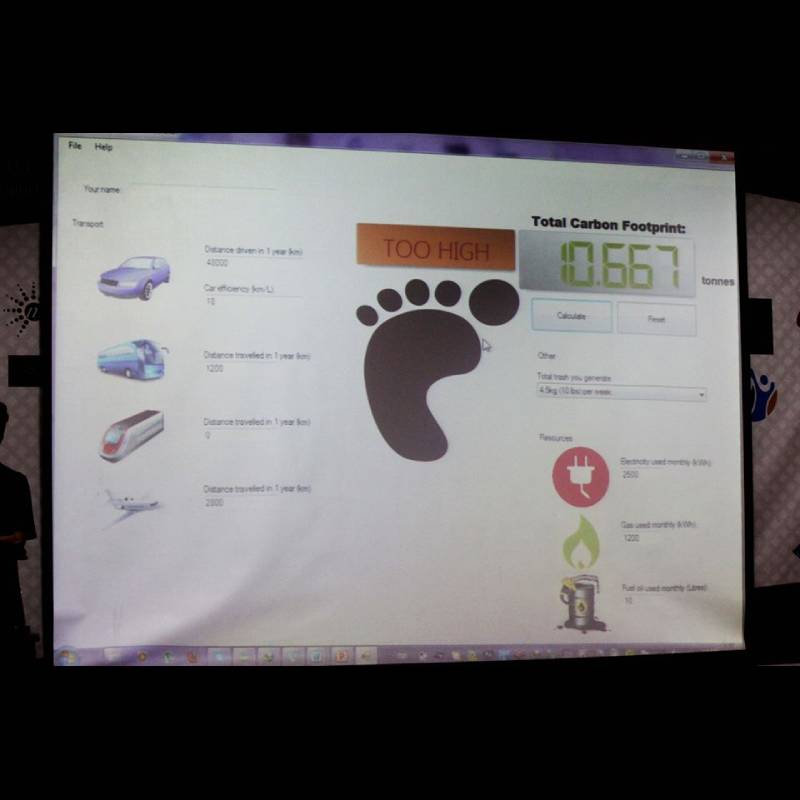 File Help
Your name:
Transport
Distance driven in 1 year (km)
Car efficiency (km/L)
10
Distance travelled in 1 year (km)
1200
Distance travelled in 1 year (km)
0
Distance travelled in 1 year (km)
2800
TOO HIGH
Total Carbon Footprint:
10.667 tonnes
Calculate Reset
Other
Total trash you generate
4.5kg (10 lbs) per week
Resources
Electricity used monthly (kWh)
2500
Gas used monthly (kWh)
1200
Fuel oil used monthly (Litres)
10